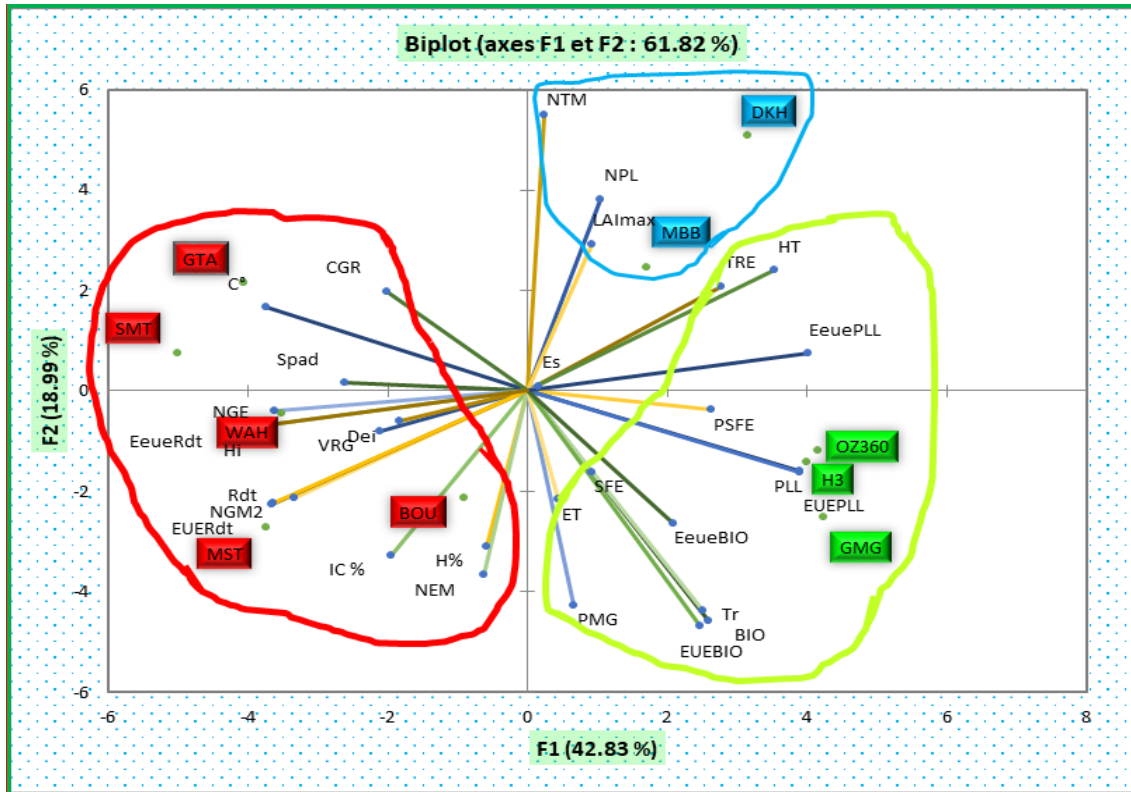 Biplot (axes F1 et F2 : 61.82 %)
6
NTM
DKH
4
NPL
LAImax
MBB
GTA
CGR
TRE
HT
C°
2
SMT
EeuePLL
Spad
Es
0
NGE
PSFE
WAH
EeueRdt
Hi
VRG
Dei
OZ360
H3
PLL
SFE
Rdt
NGM2
EUEPLL
-2
BOU
ET
EUERdt
EeueBIO
GMG
MST
IC %
H%
NEM
-4
PMG
Tr
BIO
EUEBIO
-6
-6
-4
-2
0
2
4
6
8
F1 (42.83 %)
F2 (18.99 %)